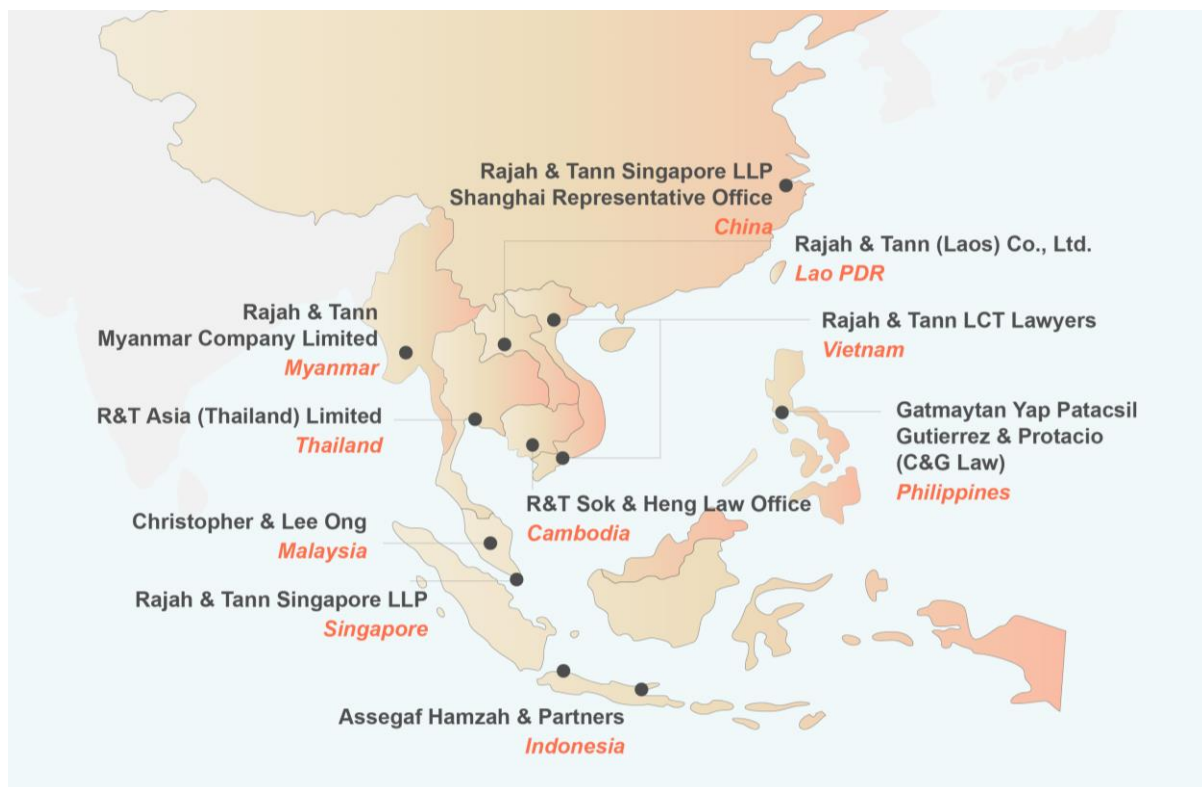 Rajah & Tann Singapore LLP
Shanghai Representative Office
China
Rajah & Tann (Laos) Co., Ltd.
Lao PDR
Rajah & Tann
Myanmar Company Limited
Myanmar
Rajah & Tann LCT Lawyers
Vietnam
R&T Asia (Thailand) Limited
Thailand
Gatmaytan Yap Patacsil
Gutierrez & Protacio
(C&G Law)
Philippines
R&T Sok & Heng Law Office
Cambodia
Christopher & Lee Ong
Malaysia
Rajah & Tann Singapore LLP
Singapore
Assegaf Hamzah & Partners
Indonesia